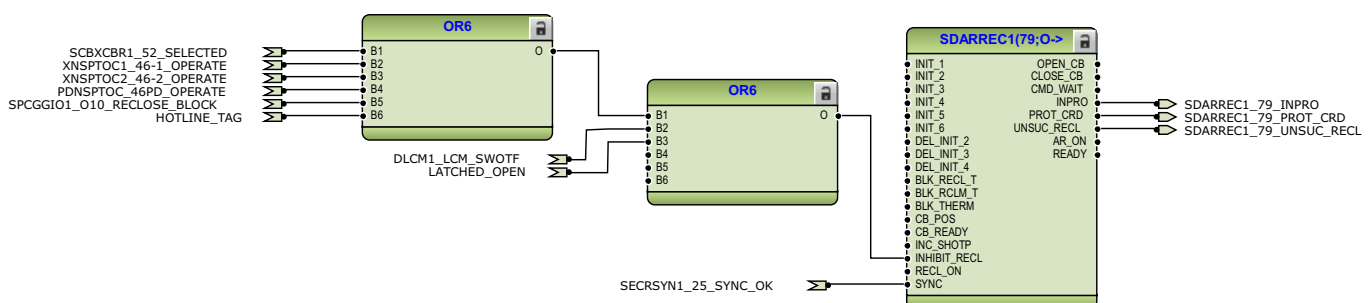 OR6
SCBXCBR1_52_SELECTED
XNSPTOC1_46-1_OPERATE
XNSPTOC2_46-2_OPERATE
PDNSPTOC_46PD_OPERATE
SPCGGIO1_O10_RECLOSE_BLOCK
HOTLINE_TAG
B1
B2
B3
B4
B5
B6
O
OR6
DLCM1_LCM_SWOTF
LATCHED_OPEN
B1
B2
B3
B4
B5
B6
O
SDARREC1(79;O->
INIT_1
INIT_2
INIT_3
INIT_4
INIT_5
INIT_6
DEL_INIT_2
DEL_INIT_3
DEL_INIT_4
BLK_RECL_T
BLK_RCLM_T
BLK_THERM
CB_POS
CB_READY
INC_SHOTP
INHIBIT_RECL
RECL_ON
SYNC
OPEN_CB
CLOSE_CB
CMD_WAIT
INPRO
PROT_CRD
UNSUC_RECL
AR_ON
READY
SDARREC1_79_INPRO
SDARREC1_79_PROT_CRD
SDARREC1_79_UNSUC_RECL
SECRSYN1_25_SYNC_OK